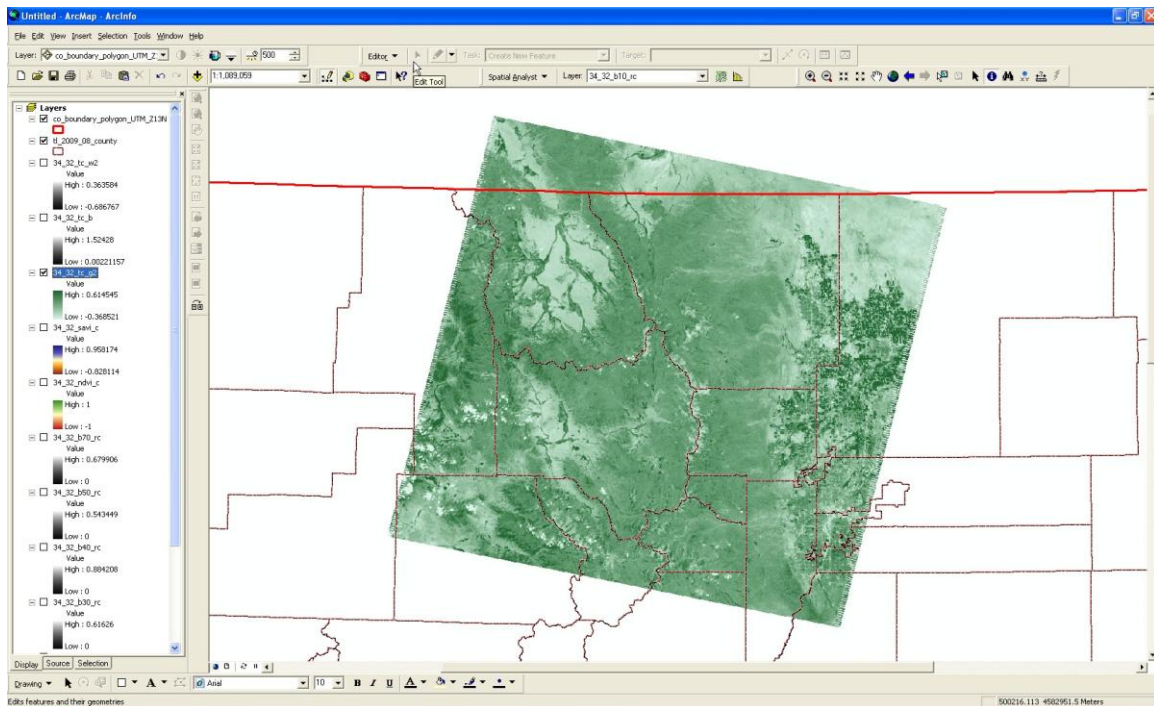 Untitled - ArcMap - ArcInfo
File Edit View Insert Selection Tools Window Help
Layer: co_boundary_polygon_UTM_Z1 500 Editor Task: Create New Feature Target:
1:1,089,059 Edit Tool Spatial Analyst Layer: 34_32_b10_rc
Layers
co_boundary_polygon_UTM_Z13N
tl_2009_08_county
34_32_tc_w2
Value
High : 0.363584
Low : -0.686767
34_32_tc_b
Value
High : 1.52428
Low : 0.00221157
34_32_tc_g2
Value
High : 0.614545
Low : -0.368521
34_32_savi_c
Value
High : 0.958174
Low : -0.828114
34_32_ndvi_c
Value
High : 1
Low : -1
34_32_b70_rc
Value
High : 0.679906
Low : 0
34_32_b50_rc
Value
High : 0.543449
Low : 0
34_32_b40_rc
Value
High : 0.884208
Low : 0
34_32_b30_rc
Value
High : 0.61626
Low : 0
Display Source Selection
Drawing A Arial 10 B I U A
Edits features and their geometries 500216.113 4582951.5 Meters